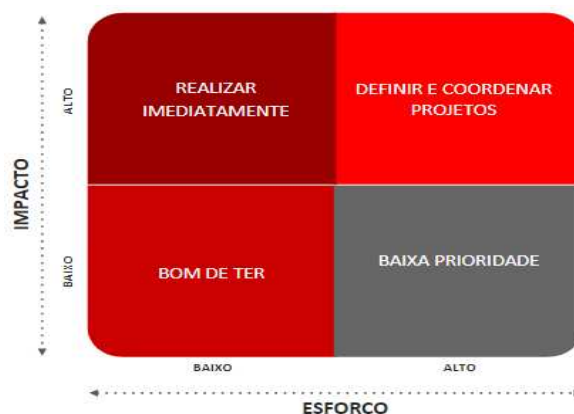 IMPACTO
ALTO
BAIXO
REALIZAR
IMEDIATAMENTE
DEFINIR E COORDENAR
PROJETOS
BOM DE TER
BAIXA PRIORIDADE
BAIXO
ALTO
ESFORCO